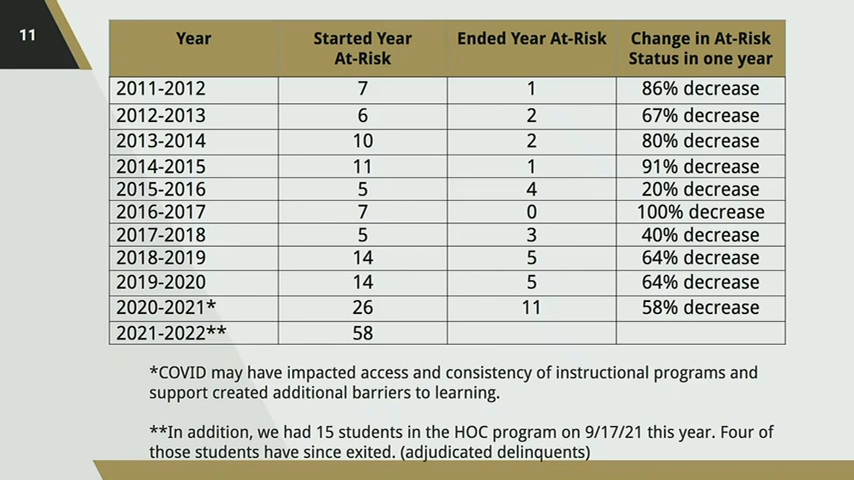 11
Year Started Year At-Risk Ended Year At-Risk Change in At-Risk Status in one year
2011-2012 7 1 86% decrease
2012-2013 6 2 67% decrease
2013-2014 10 2 80% decrease
2014-2015 11 1 91% decrease
2015-2016 5 4 20% decrease
2016-2017 7 0 100% decrease
2017-2018 5 3 40% decrease
2018-2019 14 5 64% decrease
2019-2020 14 5 64% decrease
2020-2021* 26 11 58% decrease
2021-2022** 58
*COVID may have impacted access and consistency of instructional programs and
support created additional barriers to learning.
**In addition, we had 15 students in the HOC program on 9/17/21 this year. Four of
those students have since exited. (adjudicated delinquents)